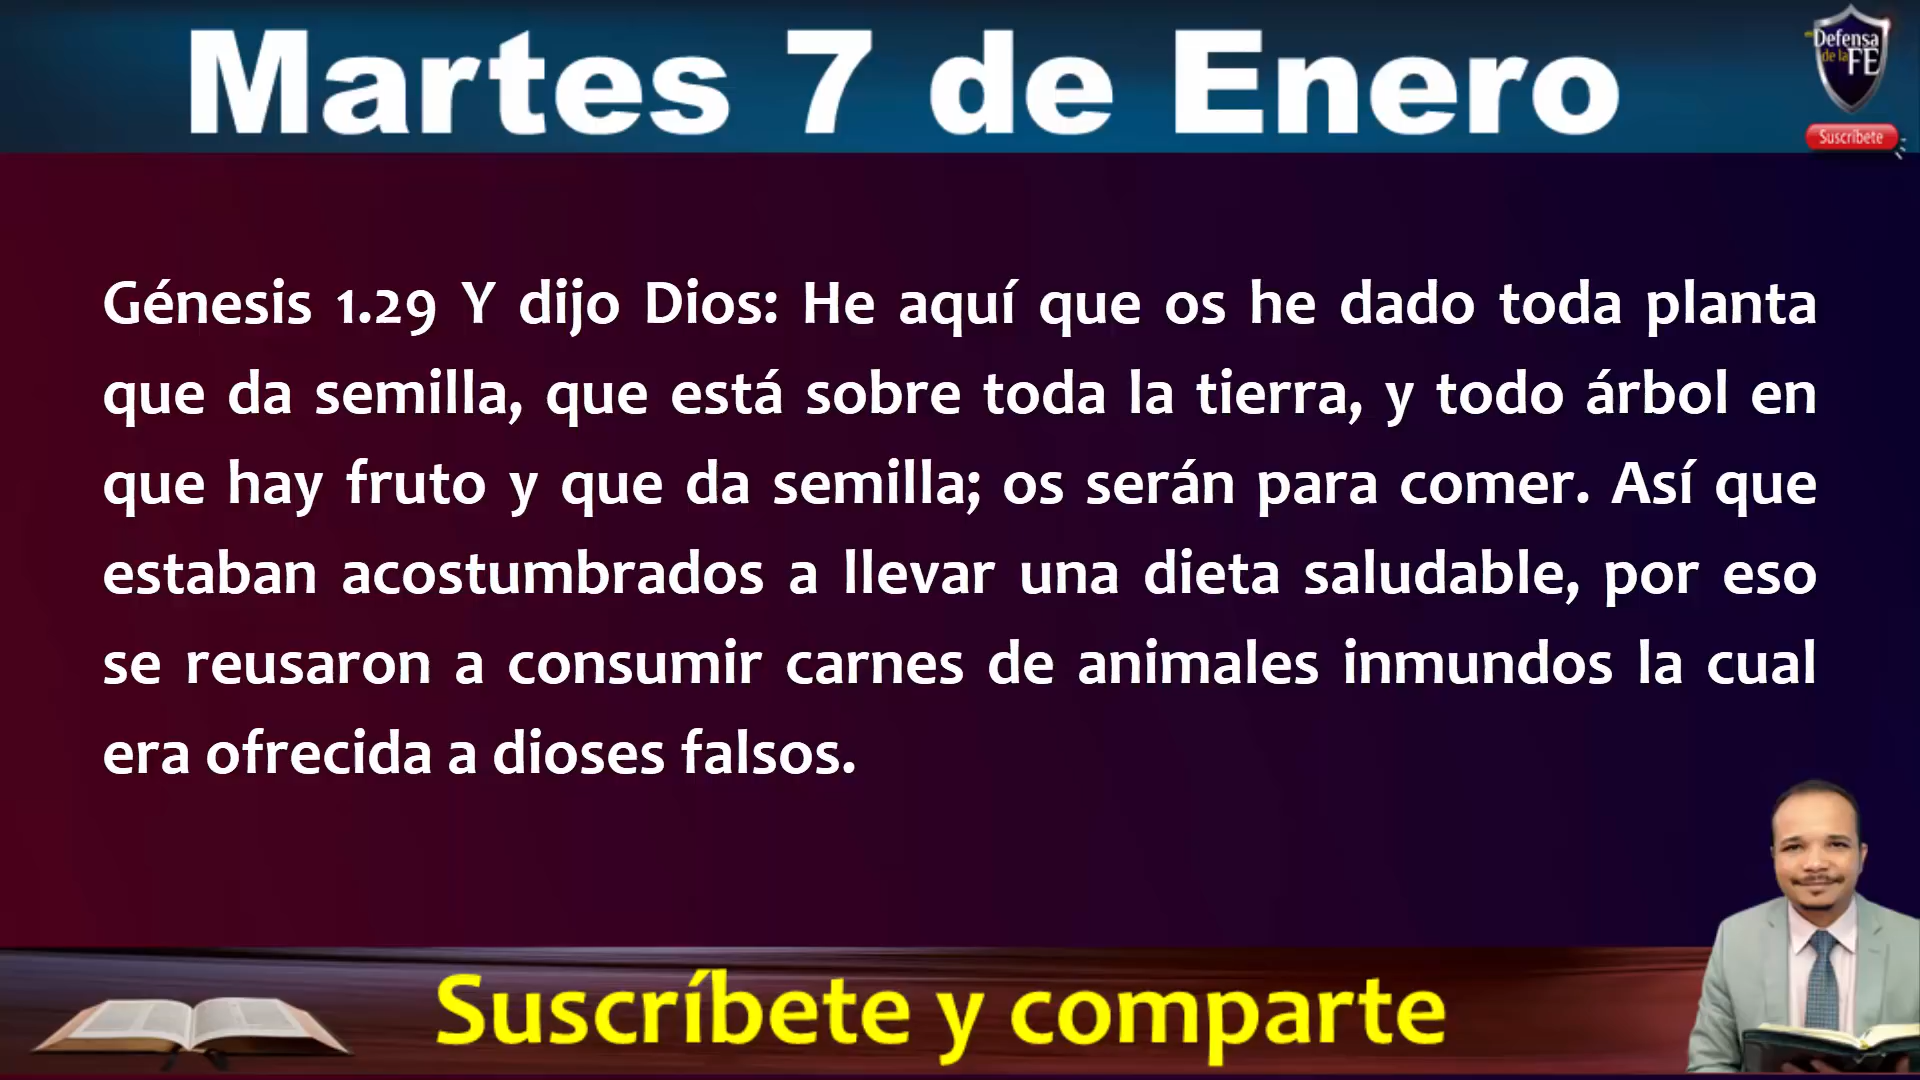 Martes 7 de Enero
Defensa
de la FE
Suscríbete
Génesis 1.29 Y dijo Dios: He aquí que os he dado toda planta
que da semilla, que está sobre toda la tierra, y todo árbol en
que hay fruto y que da semilla; os serán para comer. Así que
estaban acostumbrados a llevar una dieta saludable, por eso
se reusaron a consumir carnes de animales inmundos la cual
era ofrecida a dioses falsos.
Suscríbete y comparte